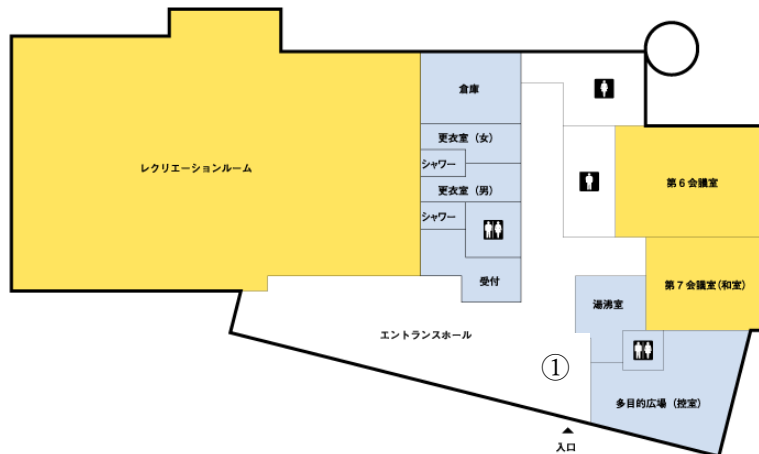 倉庫
更衣室（女）
シャワー
レクリエーションルーム
更衣室（男）
シャワー
第6会議室
受付
第7会議室（和室）
湯沸室
エントランスホール
①
多目的広場（控室）
入口